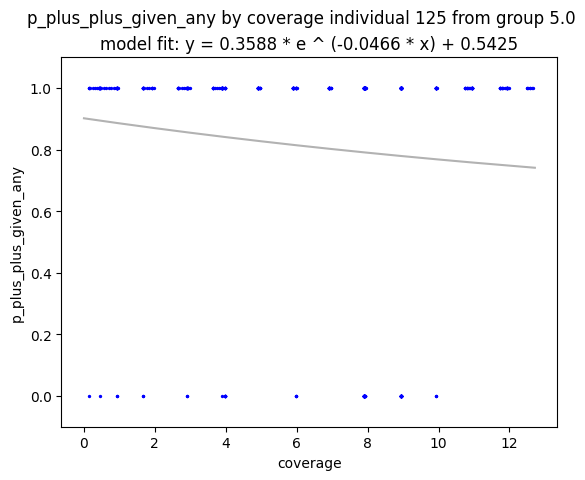 p_plus_plus_given_any by coverage individual 125 from group 5.0
model fit: y = 0.3588 * e ^ (-0.0466 * x) + 0.5425
p_plus_plus_given_any
1.0
0.8
0.6
0.4
0.2
0.0
0 2 4 6 8 10 12
coverage